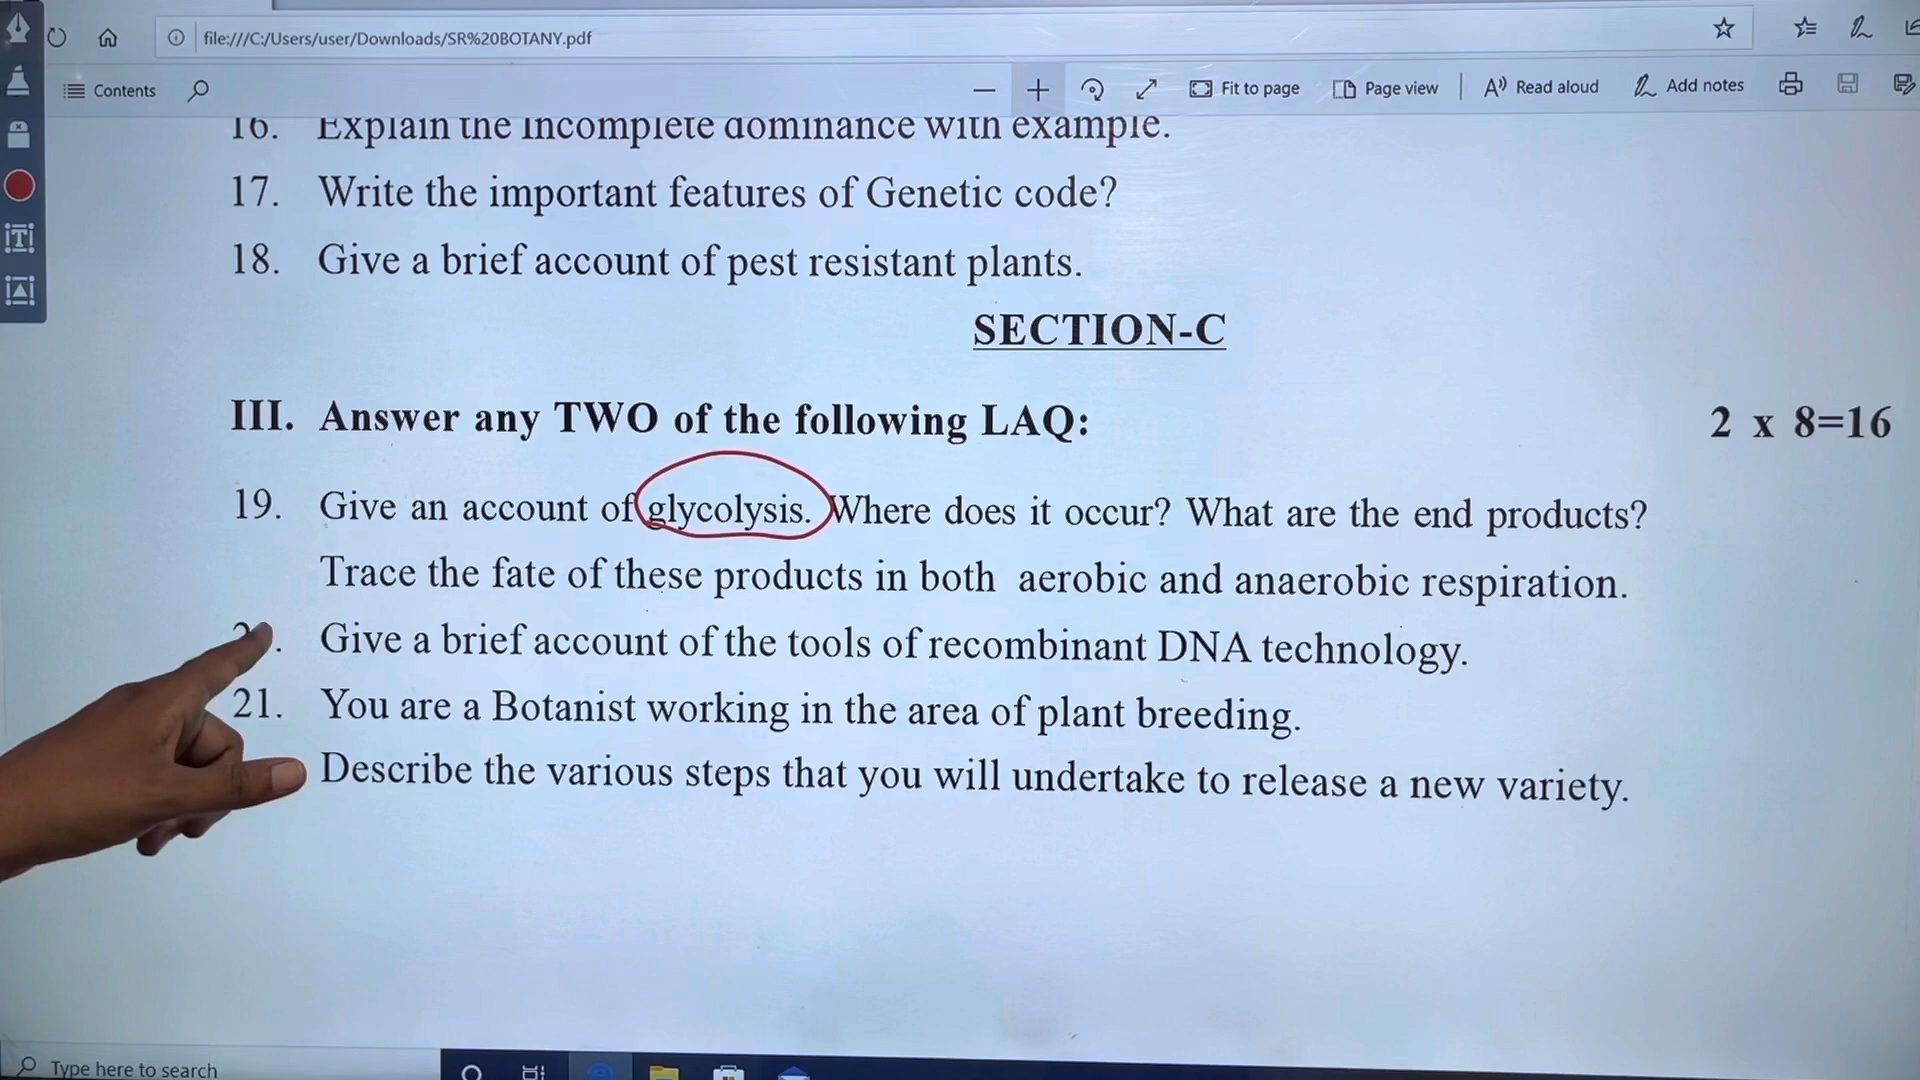 file:///C:/Users/user/Downloads/SR%20BOTANY.pdf
Contents
Fit to page
Page view
Read aloud
Add notes
16. Explain the Incomplete dominance with example.
17. Write the important features of Genetic code?
18. Give a brief account of pest resistant plants.
SECTION-C
III. Answer any TWO of the following LAQ: 2 x 8=16
19. Give an account of glycolysis. Where does it occur? What are the end products?
Trace the fate of these products in both aerobic and anaerobic respiration.
Give a brief account of the tools of recombinant DNA technology.
21. You are a Botanist working in the area of plant breeding.
Describe the various steps that you will undertake to release a new variety.
Type here to search